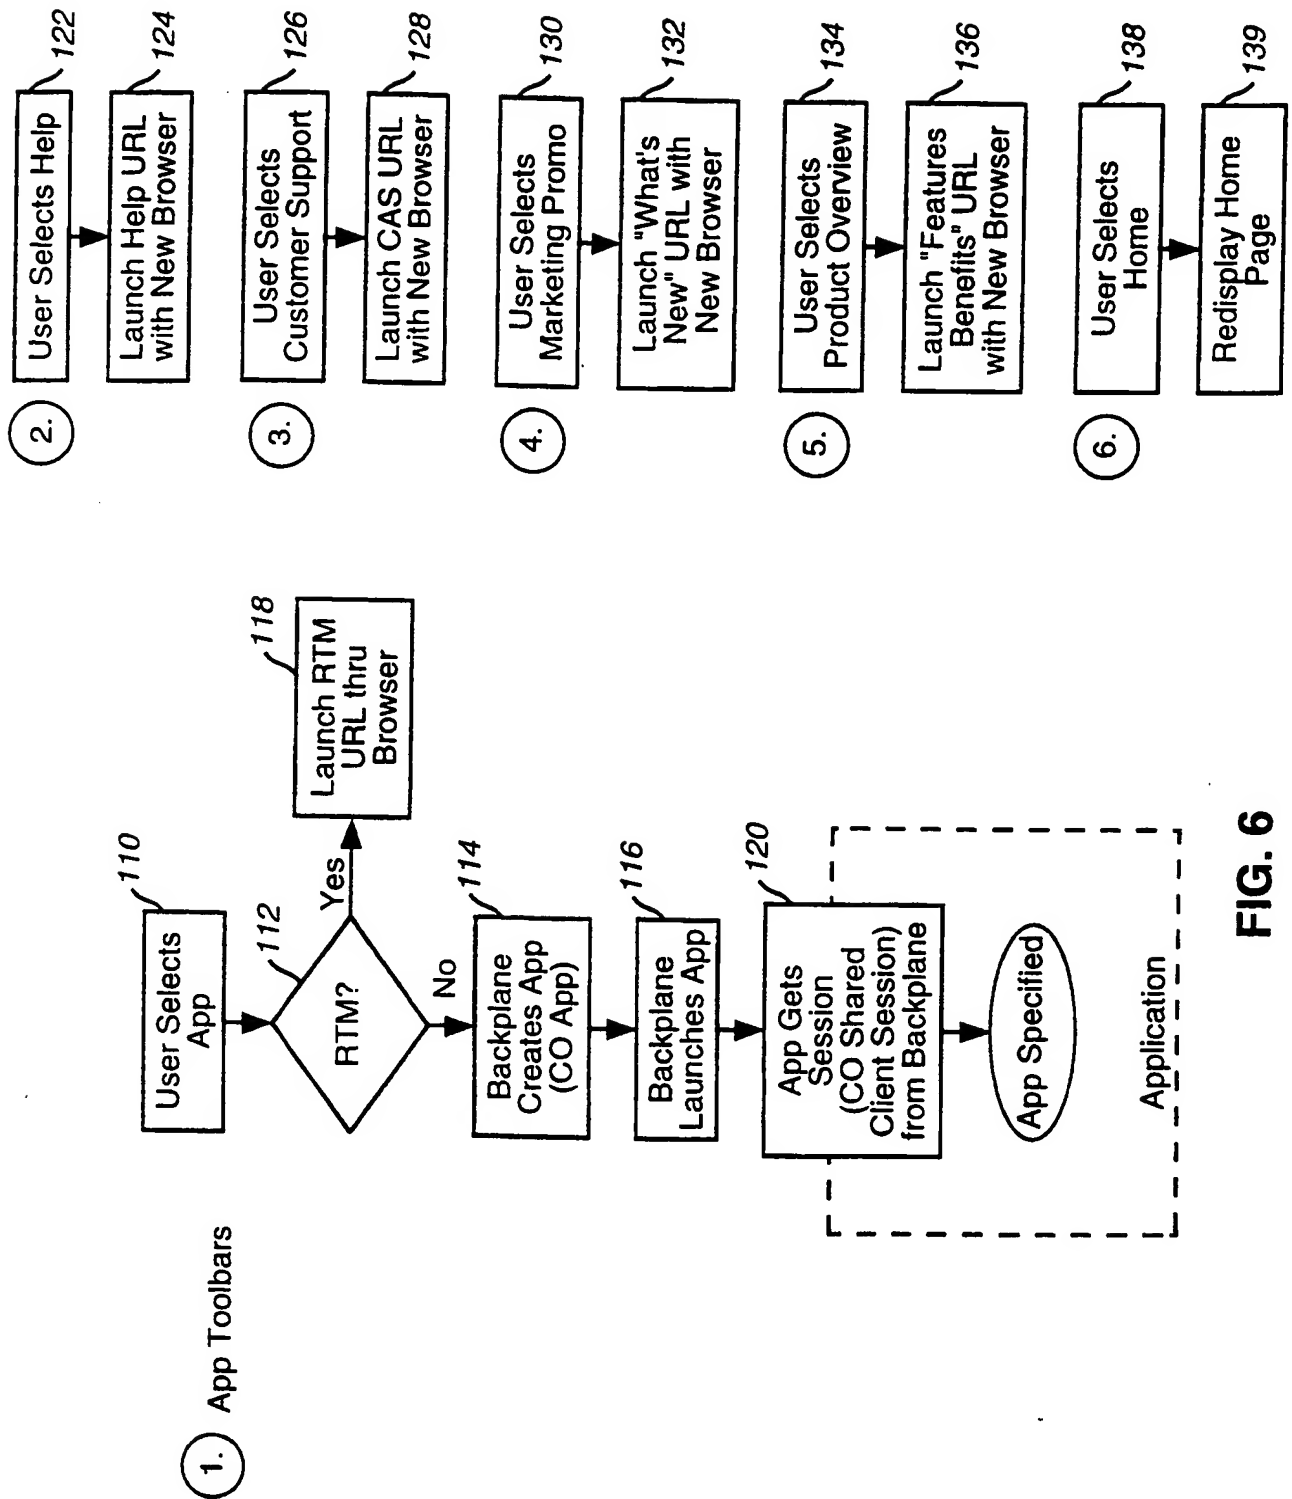 1.
App Toolbars
110
User Selects
App
112
RTM?
Yes
118
Launch RTM
URL thru
Browser
No
114
Backplane
Creates App
(CO App)
116
Backplane
Launches App
120
App Gets
Session
(CO Shared
Client Session)
from Backplane
App Specified
Application
2.
122
User Selects Help
124
Launch Help URL
with New Browser
3.
126
User Selects
Customer Support
128
Launch CAS URL
with New Browser
4.
130
User Selects
Marketing Promo
132
Launch "What's
New" URL with
New Browser
5.
134
User Selects
Product Overview
136
Launch "Features
Benefits" URL
with New Browser
6.
138
User Selects
Home
139
Redisplay Home
Page
FIG. 6